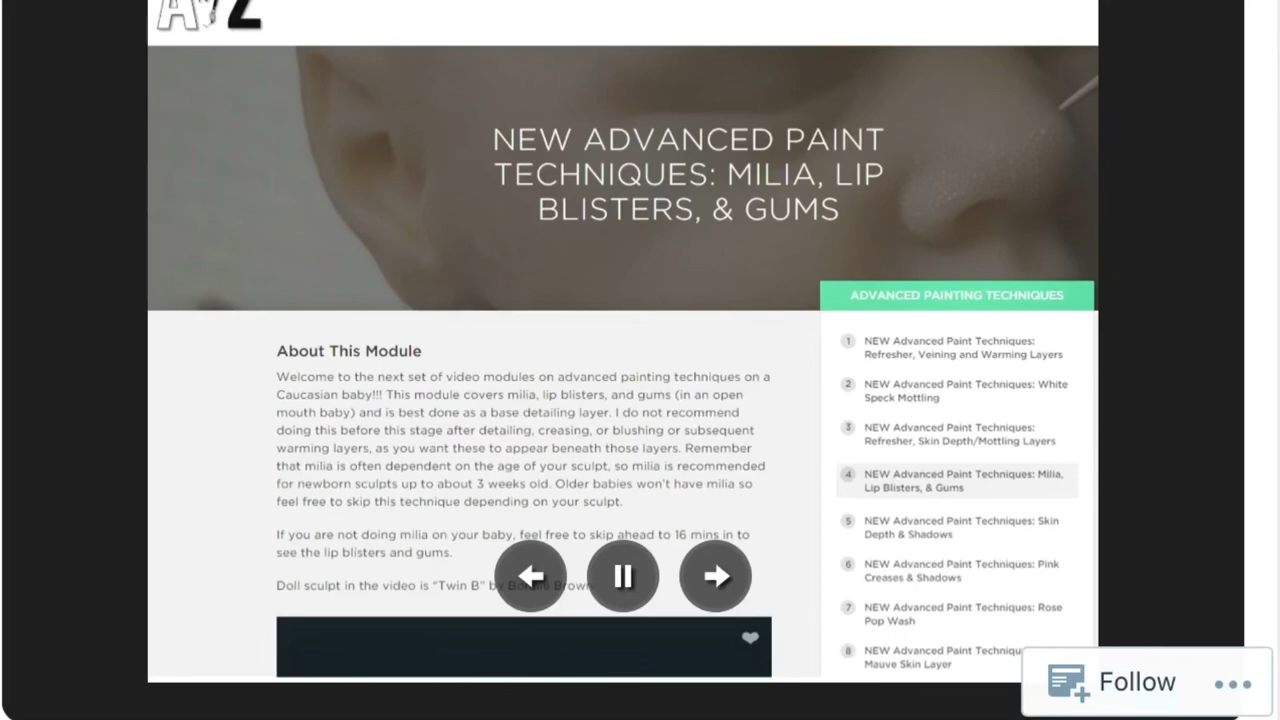 A Z
NEW ADVANCED PAINT
TECHNIQUES: MILIA, LIP
BLISTERS, & GUMS
ADVANCED PAINTING TECHNIQUES
About This Module
Welcome to the next set of video modules on advanced painting techniques on a
Caucasian baby!!! This module covers milia, lip blisters, and gums (in an open
mouth baby) and is best done as a base detailing layer. I do not recommend
doing this before this stage after detailing, creasing, or blushing or subsequent
warming layers, as you want these to appear beneath those layers. Remember
that milia is often dependent on the age of your sculpt, so milia is recommended
for newborn sculpts up to about 3 weeks old. Older babies won't have milia so
feel free to skip this technique depending on your sculpt.
If you are not doing milia on your baby, feel free to skip ahead to 16 mins in to
see the lip blisters and gums.
Doll sculpt in the video is "Twin B" by Bonnie Brown.
1 NEW Advanced Paint Techniques:
Refresher, Veining and Warming Layers
2 NEW Advanced Paint Techniques: White
Speck Mottling
3 NEW Advanced Paint Techniques:
Refresher, Skin Depth/Mottling Layers
4 NEW Advanced Paint Techniques: Milia,
Lip Blisters, & Gums
5 NEW Advanced Paint Techniques: Skin
Depth & Shadows
6 NEW Advanced Paint Techniques: Pink
Creases & Shadows
7 NEW Advanced Paint Techniques: Rose
Pop Wash
8 NEW Advanced Paint
Mauve Skin Layer
Follow